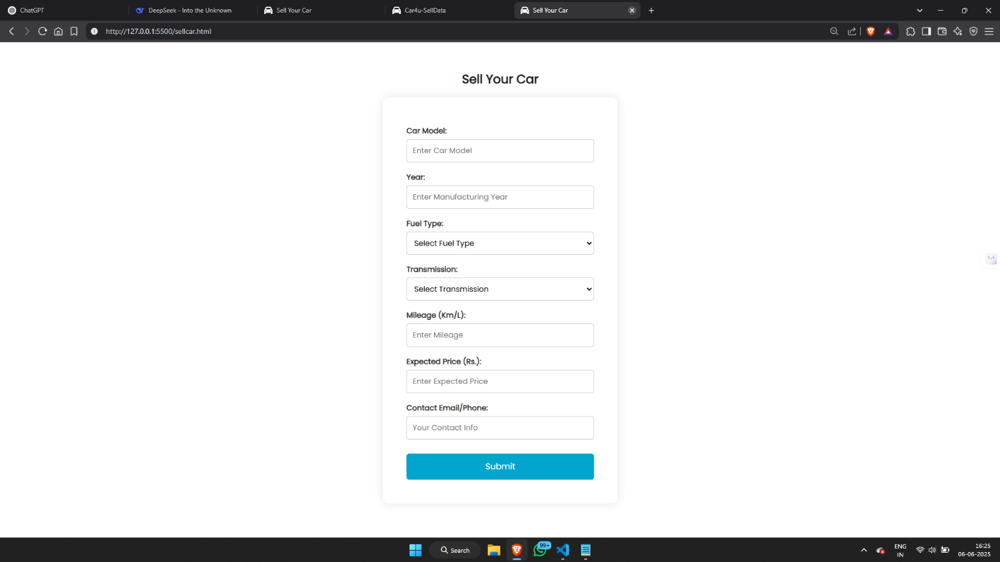 ChatGPT
DeepSeek - Into the Unknown
Sell Your Car
Car4u-SellData
Sell Your Car
http://127.0.0.1:5500/sellcar.html
Sell Your Car
Car Model:
Enter Car Model
Year:
Enter Manufacturing Year
Fuel Type:
Select Fuel Type
Transmission:
Select Transmission
Mileage (Km/L):
Enter Mileage
Expected Price (Rs.):
Enter Expected Price
Contact Email/Phone:
Your Contact Info
Submit
Search
99+
ENG
IN
16:25
06-06-2025